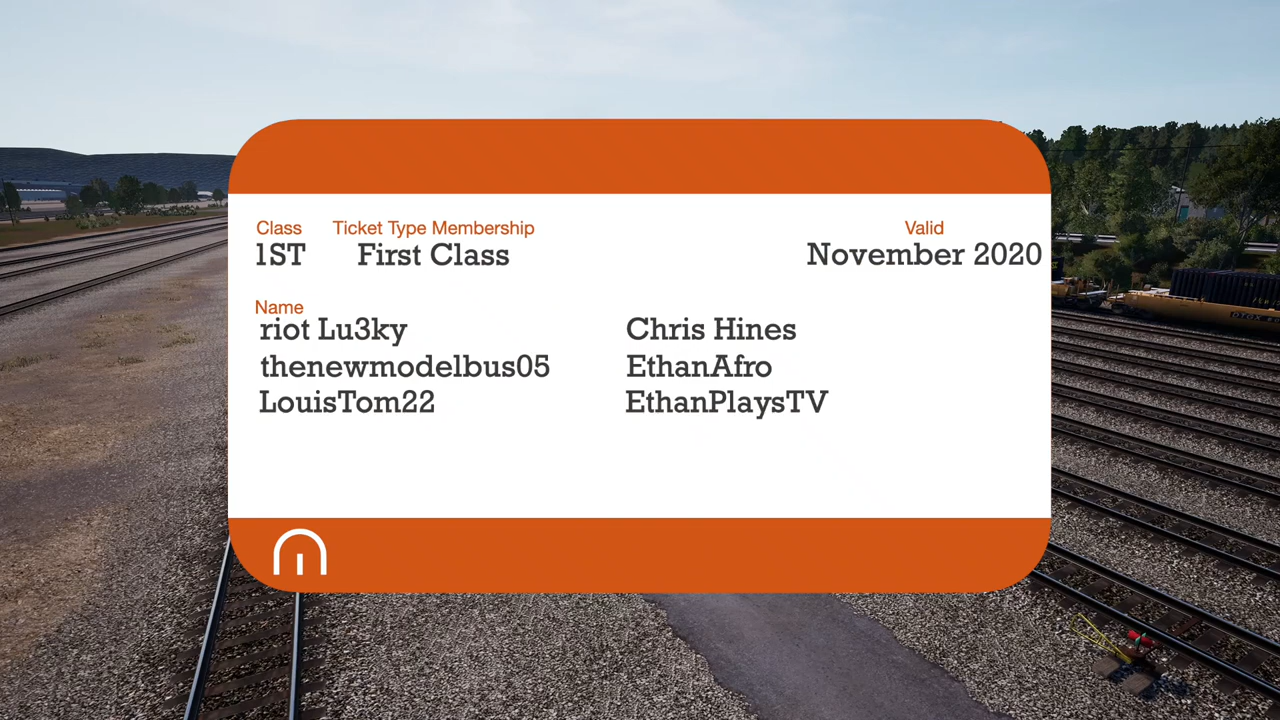 Class Ticket Type Membership Valid
1ST First Class November 2020
Name
riot Lu3ky Chris Hines
thenewmodelbus05 EthanAfro
LouisTom22 EthanPlaysTV